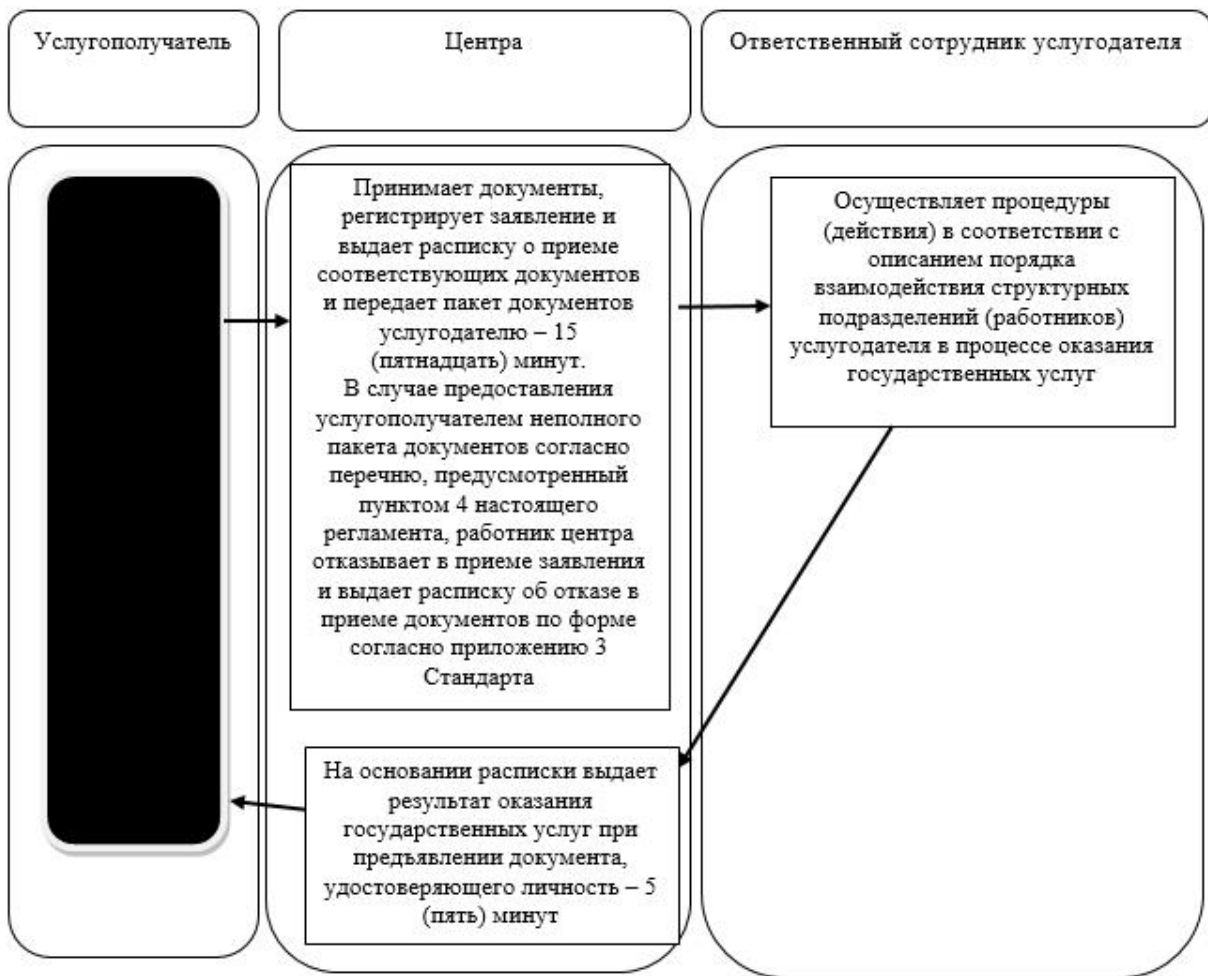 Услугополучатель
Центра
Ответственный сотрудник услугодателя
Принимает документы,
регистрирует заявление и
выдает расписку о приеме
соответствующих документов
и передает пакет документов
услугодателю – 15
(пятнадцать) минут.
В случае предоставления
услугополучателем неполного
пакета документов согласно
перечню, предусмотренный
пунктом 4 настоящего
регламента, работник центра
отказывает в приеме заявления
и выдает расписку об отказе в
приеме документов по форме
согласно приложению 3
Стандарта
Осуществляет процедуры
(действия) в соответствии с
описанием порядка
взаимодействия структурных
подразделений (работников)
услугодателя в процессе оказания
государственных услуг
На основании расписки выдает
результат оказания
государственных услуг при
предъявлении документа,
удостоверяющего личность – 5
(пять) минут